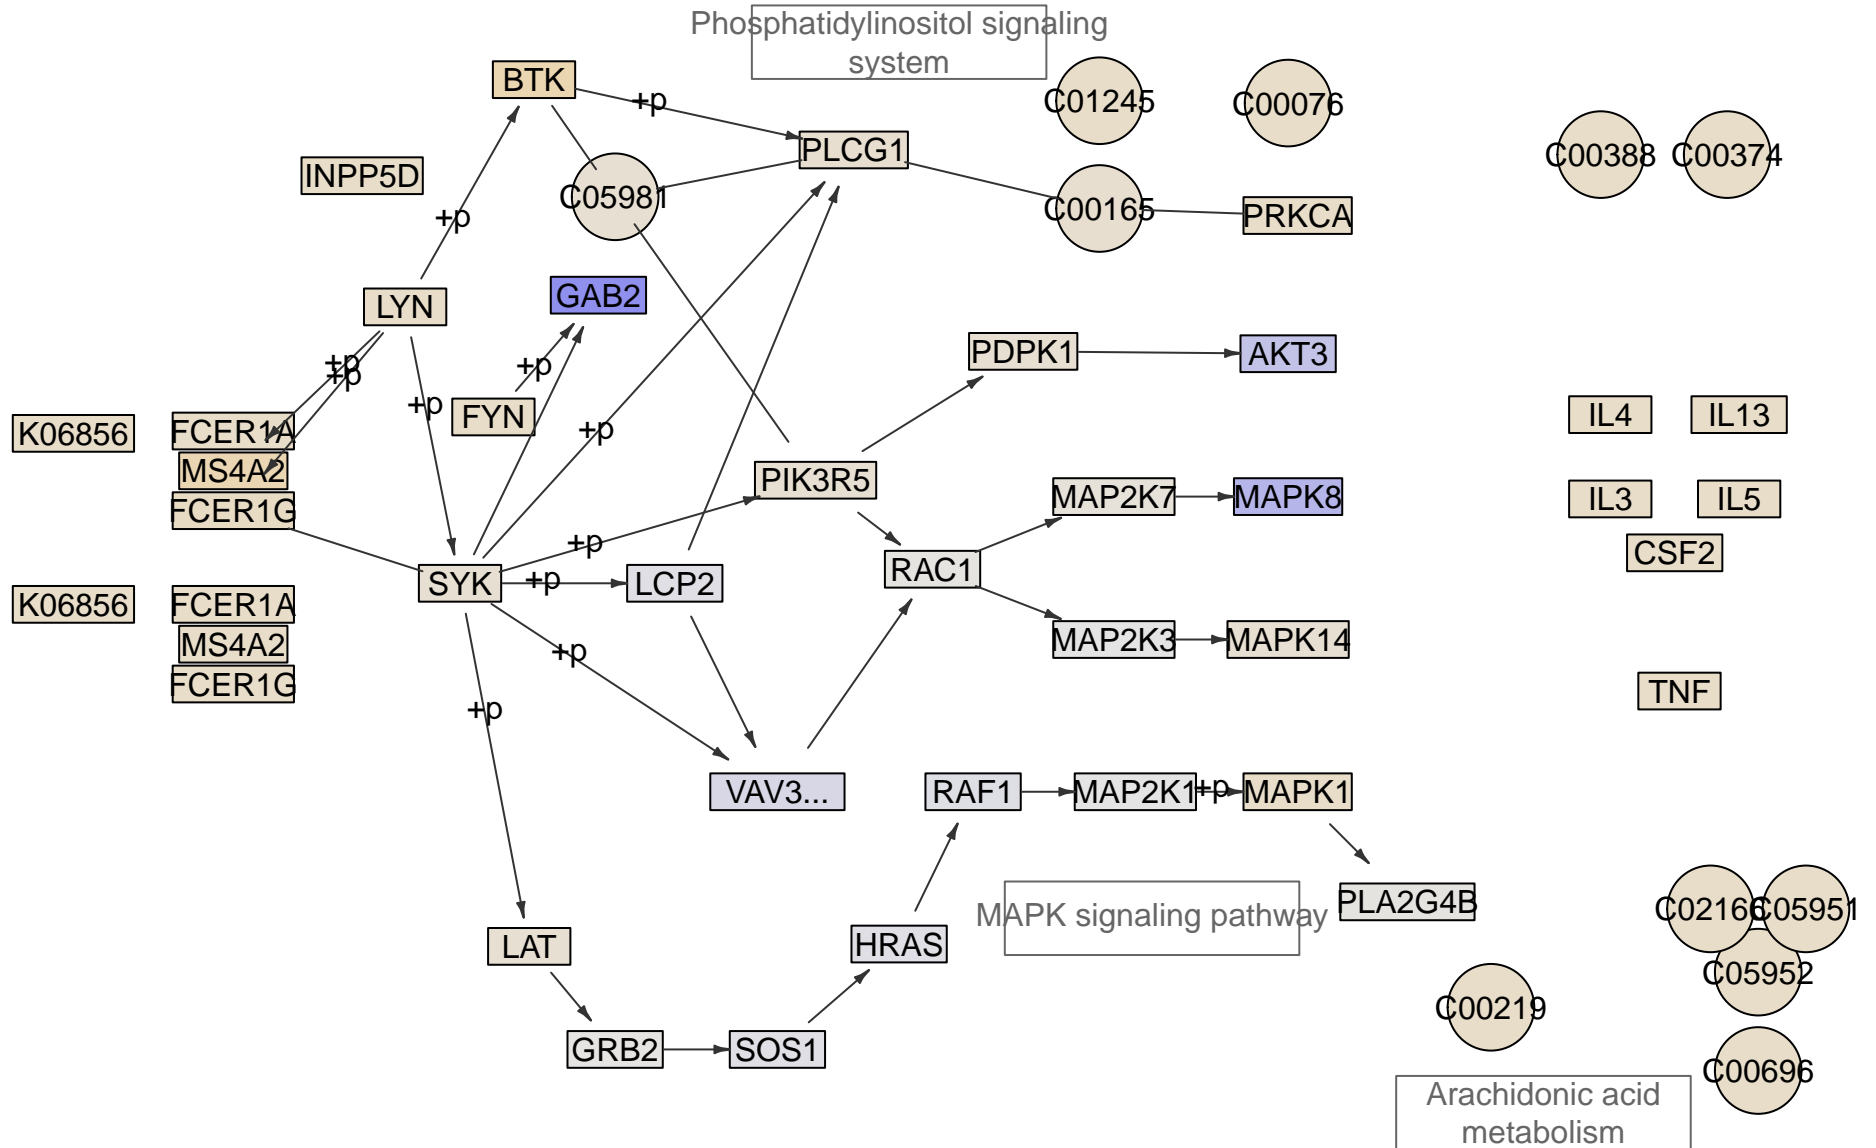 Phosphatidylinositol signaling
system
BTK
+p
C01245
C00076
PLCG1
C00388
C00374
INPP5D
C05981
C00165
PRKCA
+p
LYN
GAB2
PDPK1
AKT3
+p
+p
+p
+p
FYN
IL4
IL13
K06856
FCER1A
+p
MS4A2
PIK3R5
MAP2K7
MAPK8
IL3
IL5
FCER1G
+p
CSF2
SYK
+p
LCP2
RAC1
K06856
FCER1A
MS4A2
+p
MAP2K3
MAPK14
FCER1G
TNF
+p
VAV3...
RAF1
MAP2K1
+p
MAPK1
MAPK signaling pathway
PLA2G4B
C02166
C05951
LAT
HRAS
C05952
C00219
GRB2
SOS1
C00696
Arachidonic acid
metabolism